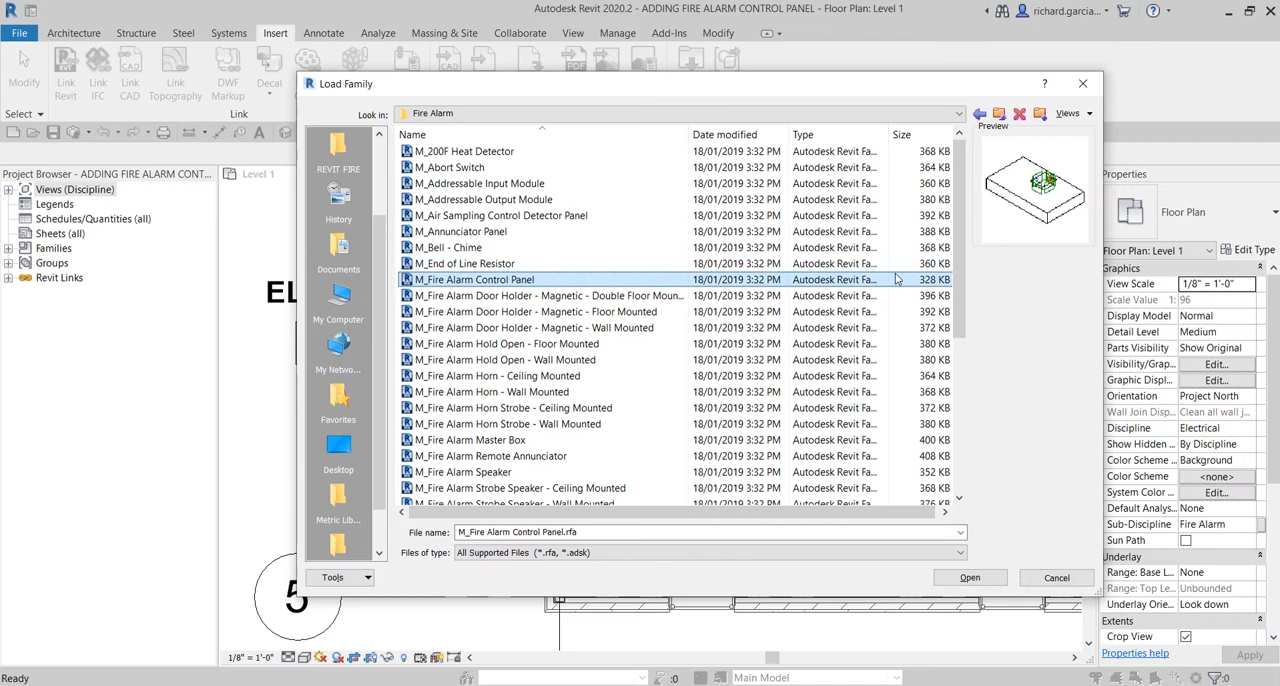 Autodesk Revit 2020.2 - ADDING FIRE ALARM CONTROL PANEL - Floor Plan: Level 1
richard.garcia...
File Architecture Structure Steel Systems Insert Annotate Analyze Massing & Site Collaborate View Manage Add-Ins Modify
Modify
Link Revit
Link IFC
Link CAD
Link Topography
DWF Markup
Decal
Select
Link
Load Family
Look in: Fire Alarm
Views
Preview
Name Date modified Type Size
M_200F Heat Detector 18/01/2019 3:32 PM Autodesk Revit Fa... 368 KB
M_Abort Switch 18/01/2019 3:32 PM Autodesk Revit Fa... 364 KB
M_Addressable Input Module 18/01/2019 3:32 PM Autodesk Revit Fa... 360 KB
M_Addressable Output Module 18/01/2019 3:32 PM Autodesk Revit Fa... 380 KB
M_Air Sampling Control Detector Panel 18/01/2019 3:32 PM Autodesk Revit Fa... 392 KB
M_Annunciator Panel 18/01/2019 3:32 PM Autodesk Revit Fa... 388 KB
M_Bell - Chime 18/01/2019 3:32 PM Autodesk Revit Fa... 368 KB
M_End of Line Resistor 18/01/2019 3:32 PM Autodesk Revit Fa... 360 KB
M_Fire Alarm Control Panel 18/01/2019 3:32 PM Autodesk Revit Fa... 328 KB
M_Fire Alarm Door Holder - Magnetic - Double Floor Moun... 18/01/2019 3:32 PM Autodesk Revit Fa... 396 KB
M_Fire Alarm Door Holder - Magnetic - Floor Mounted 18/01/2019 3:32 PM Autodesk Revit Fa... 392 KB
M_Fire Alarm Door Holder - Magnetic - Wall Mounted 18/01/2019 3:32 PM Autodesk Revit Fa... 372 KB
M_Fire Alarm Hold Open - Floor Mounted 18/01/2019 3:32 PM Autodesk Revit Fa... 380 KB
M_Fire Alarm Hold Open - Wall Mounted 18/01/2019 3:32 PM Autodesk Revit Fa... 380 KB
M_Fire Alarm Horn - Ceiling Mounted 18/01/2019 3:32 PM Autodesk Revit Fa... 364 KB
M_Fire Alarm Horn - Wall Mounted 18/01/2019 3:32 PM Autodesk Revit Fa... 368 KB
M_Fire Alarm Horn Strobe - Ceiling Mounted 18/01/2019 3:32 PM Autodesk Revit Fa... 372 KB
M_Fire Alarm Horn Strobe - Wall Mounted 18/01/2019 3:32 PM Autodesk Revit Fa... 380 KB
M_Fire Alarm Master Box 18/01/2019 3:32 PM Autodesk Revit Fa... 400 KB
M_Fire Alarm Remote Annunciator 18/01/2019 3:32 PM Autodesk Revit Fa... 408 KB
M_Fire Alarm Speaker 18/01/2019 3:32 PM Autodesk Revit Fa... 352 KB
M_Fire Alarm Strobe Speaker - Ceiling Mounted 18/01/2019 3:32 PM Autodesk Revit Fa... 368 KB
M_Fire Alarm Strobe Speaker - Wall Mounted 18/01/2019 3:32 PM Autodesk Revit Fa... 376 KB
REVIT FIRE
History
Documents
My Computer
My Netwo...
Favorites
Desktop
Metric Lib...
File name: M_Fire Alarm Control Panel.rfa
Files of type: All Supported Files (*.rfa, *.adsk)
Tools Open Cancel
Project Browser - ADDING FIRE ALARM CONT...
Views (Discipline)
Legends
Schedules/Quantities (all)
Sheets (all)
Families
Groups
Revit Links
Level 1
EL
5
Properties
Floor Plan
Floor Plan: Level 1 Edit Type
Graphics
View Scale 1/8" = 1'-0"
Scale Value 1: 96
Display Model Normal
Detail Level Medium
Parts Visibility Show Original
Visibility/Grap... Edit...
Graphic Displ... Edit...
Orientation Project North
Wall Join Disp... Clean all wall j...
Discipline Electrical
Show Hidden ... By Discipline
Color Scheme ... Background
Color Scheme <none>
System Color ... Edit...
Default Analys... None
Sub-Discipline Fire Alarm
Sun Path
Underlay
Range: Base L... None
Range: Top Le... Unbounded
Underlay Orie... Look down
Extents
Crop View
Properties help Apply
1/8" = 1'-0"
Ready
:0
Main Model
:0